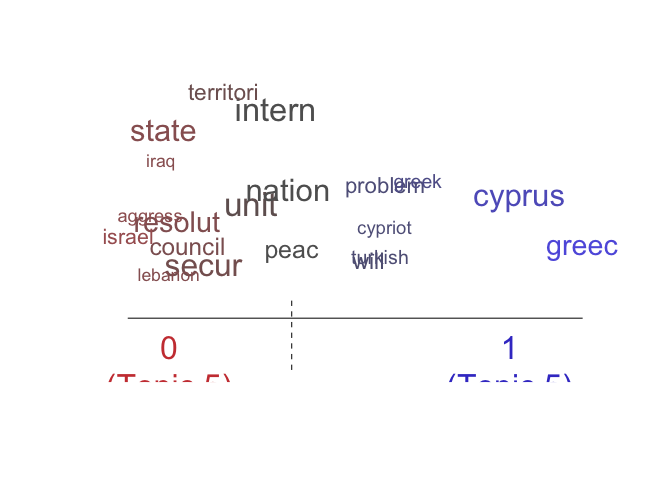 territori
intern
state
iraq
problem greek
nation
cyprus
unit
aggress
resolut
cypriot
israel
council
peac
greec
turkish
will
secur
lebanon
0 1
(Topic 5) (Topic 5)